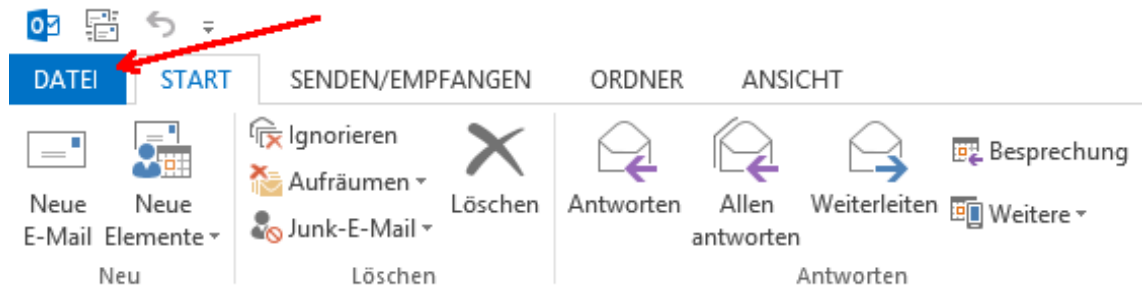 DATEI START SENDEN/EMPFANGEN ORDNER ANSICHT
Neue E-Mail
Neue Elemente
Neu
Ignorieren
Aufräumen
Junk-E-Mail
Löschen
Löschen
Antworten
Allen antworten
Weiterleiten
Besprechung
Weitere
Antworten